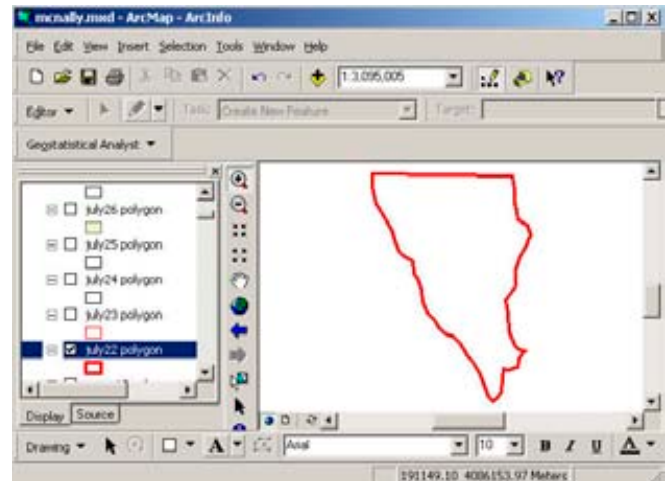 mcnally.mxd - ArcMap - ArcInfo
File Edit View Insert Selection Tools Window Help
1:3,095,005
Editor Task: Create New Feature Target:
Geostatistical Analyst
july26 polygon
july25 polygon
july24 polygon
july23 polygon
july22 polygon
Display Source
Drawing A Arial 10 B I U A
191149.10 4086153.97 Meters